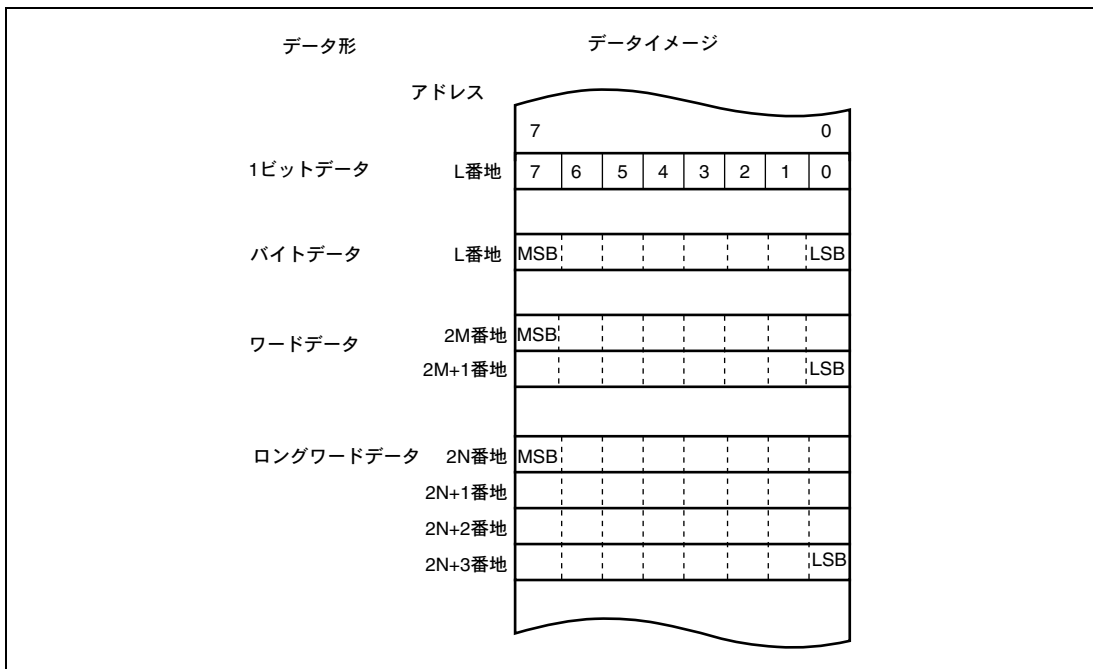 データ形 データイメージ
アドレス
7 0
1ビットデータ L番地 7 6 5 4 3 2 1 0
バイトデータ L番地 MSB LSB
ワードデータ 2M番地 MSB
2M+1番地 LSB
ロングワードデータ 2N番地 MSB
2N+1番地
2N+2番地
2N+3番地 LSB